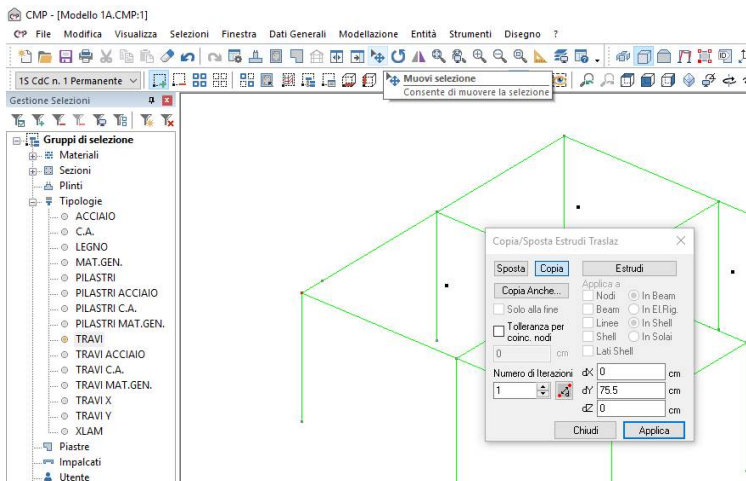 CMP - [Modello 1A.CMP:1]
File Modifica Visualizza Selezioni Finestra Dati Generali Modellazione Entità Strumenti Disegno ?
1S CdC n. 1 Permanente
Muovi selezione
Consente di muovere la selezione
Gestione Selezioni
Gruppi di selezione
Materiali
Sezioni
Plinti
Tipologie
ACCIAIO
C.A.
LEGNO
MAT.GEN.
PILASTRI
PILASTRI ACCIAIO
PILASTRI C.A.
PILASTRI MAT.GEN.
TRAVI
TRAVI ACCIAIO
TRAVI C.A.
TRAVI MAT.GEN.
TRAVI X
TRAVI Y
XLAM
Piastre
Impalcati
Utente
Copia/Sposta Estrudi Traslaz
Sposta Copia Estrudi
Copia Anche...
Applica a
Nodi In Beam
Solo alla fine
Beam In El.Rig.
Tolleranza per coinc. nodi
Linee In Shell
Shell In Solai
0 cm
Lati Shell
Numero di Iterazioni
dX 0 cm
1
dY 75.5 cm
dZ 0 cm
Chiudi Applica